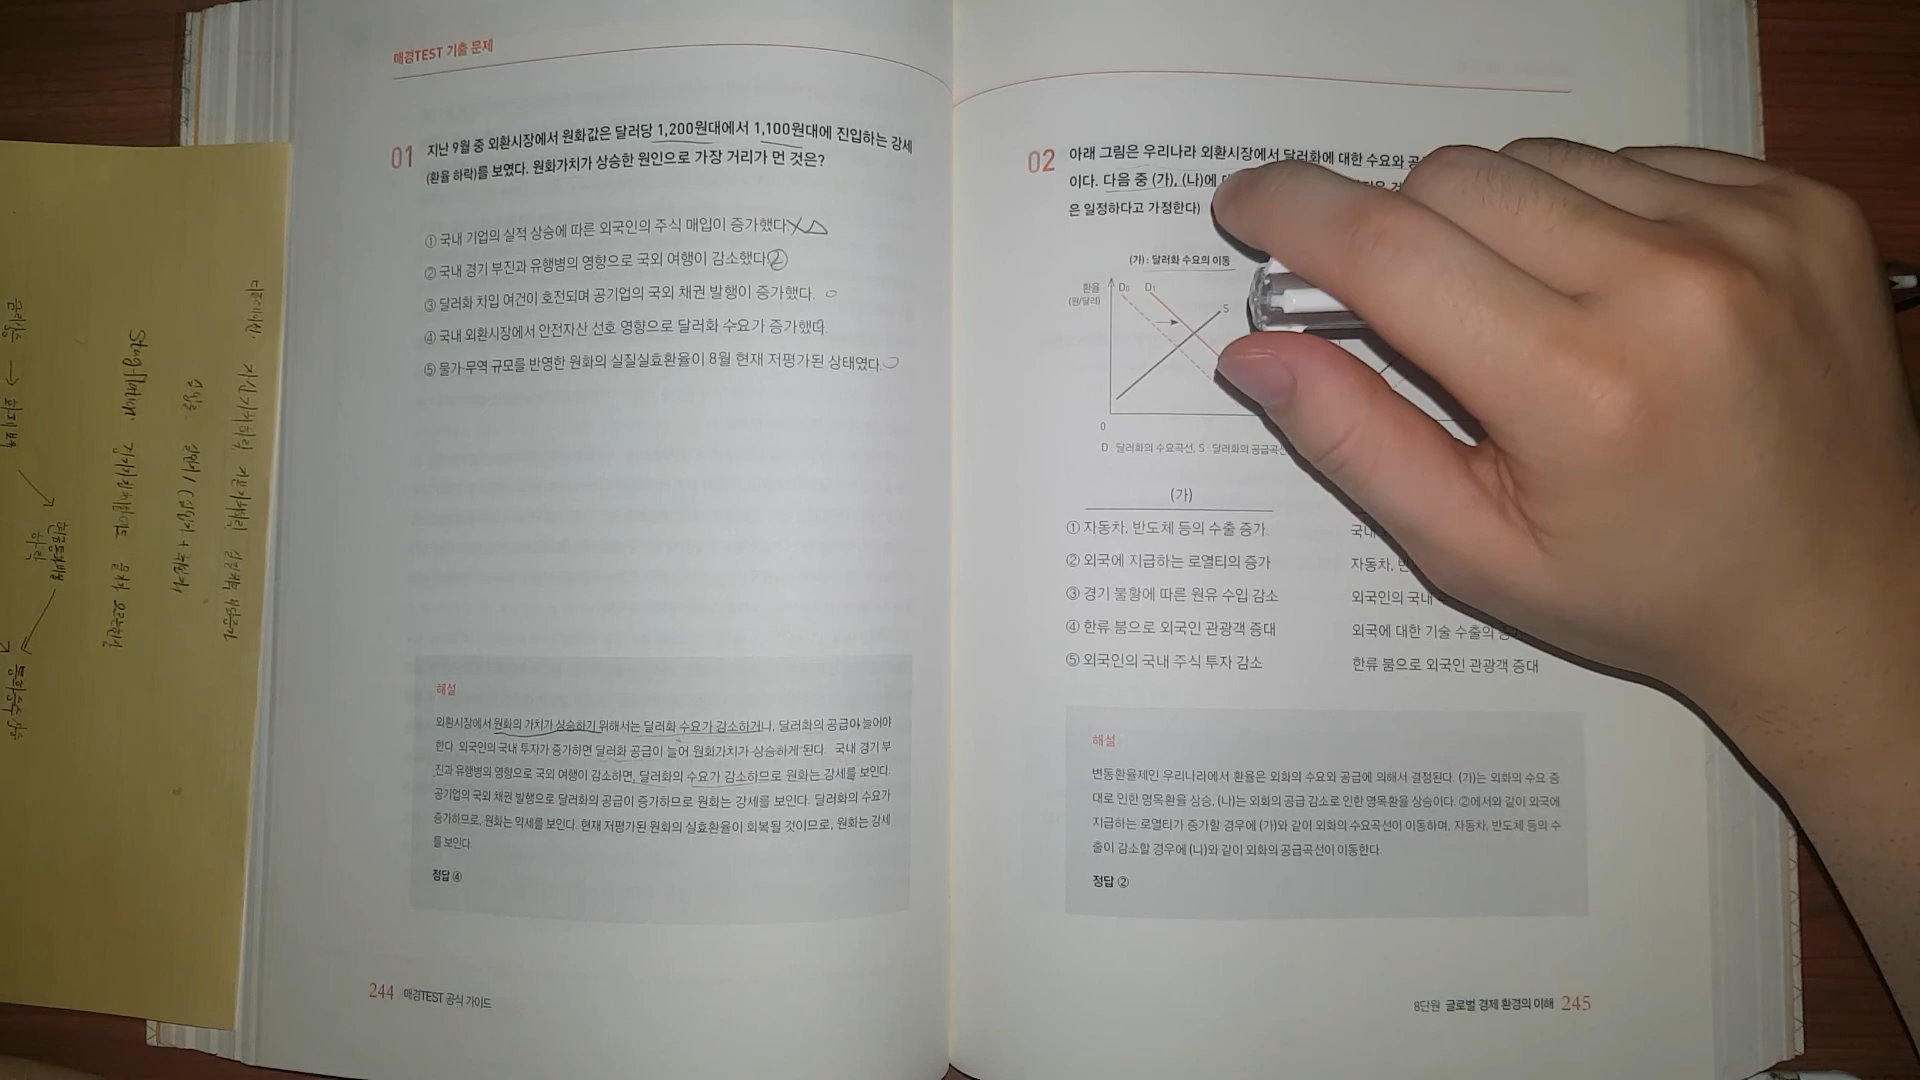 매경TEST 기출 문제
01 지난 9월 중 외환시장에서 원화값은 달러당 1,200원대에서 1,100원대에 진입하는 강세
(환율 하락)를 보였다. 원화가치가 상승한 원인으로 가장 거리가 먼 것은?
① 국내 기업의 실적 상승에 따른 외국인의 주식 매입이 증가했다.
② 국내 경기 부진과 유행병의 영향으로 국외 여행이 감소했다.
③ 달러화 차입 여건이 호전되며 공기업의 국외 채권 발행이 증가했다.
④ 국내 외환시장에서 안전자산 선호 영향으로 달러화 수요가 증가했다.
⑤ 물가·무역 규모를 반영한 원화의 실질실효환율이 8월 현재 저평가된 상태였다.
해설
외환시장에서 원화의 가치가 상승하기 위해서는 달러화 수요가 감소하거나, 달러화의 공급이 늘어야
한다. 외국인의 국내 투자가 증가하면 달러화 공급이 늘어 원화가치가 상승하게 된다. 국내 경기 부
진과 유행병의 영향으로 국외 여행이 감소하면, 달러화의 수요가 감소하므로 원화는 강세를 보인다.
공기업의 국외 채권 발행으로 달러화의 공급이 증가하므로 원화는 강세를 보인다. 달러화의 수요가
증가하므로, 원화는 약세를 보인다. 현재 저평가된 원화의 실효환율이 회복될 것이므로, 원화는 강세
를 보인다.
정답 ④
244 매경TEST 공식 가이드
02 아래 그림은 우리나라 외환시장에서 달러화에 대한 수요와
이다. 다음 중 (가), (나)에
은 일정하다고 가정한다)
(가) : 달러화 수요의 이동
환율
(원/달러)
D₀ D₁
S
0
D : 달러화의 수요곡선, S : 달러화의 공급곡선
(가)
① 자동차, 반도체 등의 수출 증가 국내
② 외국에 지급하는 로열티의 증가 자동차,
③ 경기 불황에 따른 원유 수입 감소 외국인의 국내
④ 한류 붐으로 외국인 관광객 증대 외국에 대한 기술 수출의
⑤ 외국인의 국내 주식 투자 감소 한류 붐으로 외국인 관광객 증대
해설
변동환율제인 우리나라에서 환율은 외화의 수요와 공급에 의해서 결정된다. (가)는 외화의 수요 증
대로 인한 명목환율 상승, (나)는 외화의 공급 감소로 인한 명목환율 상승이다. ②에서와 같이 외국에
지급하는 로열티가 증가할 경우에 (가)와 같이 외화의 수요곡선이 이동하며, 자동차, 반도체 등의 수
출이 감소할 경우에 (나)와 같이 외화의 공급곡선이 이동한다.
정답 ②
8단원 글로벌 경제 환경의 이해 245